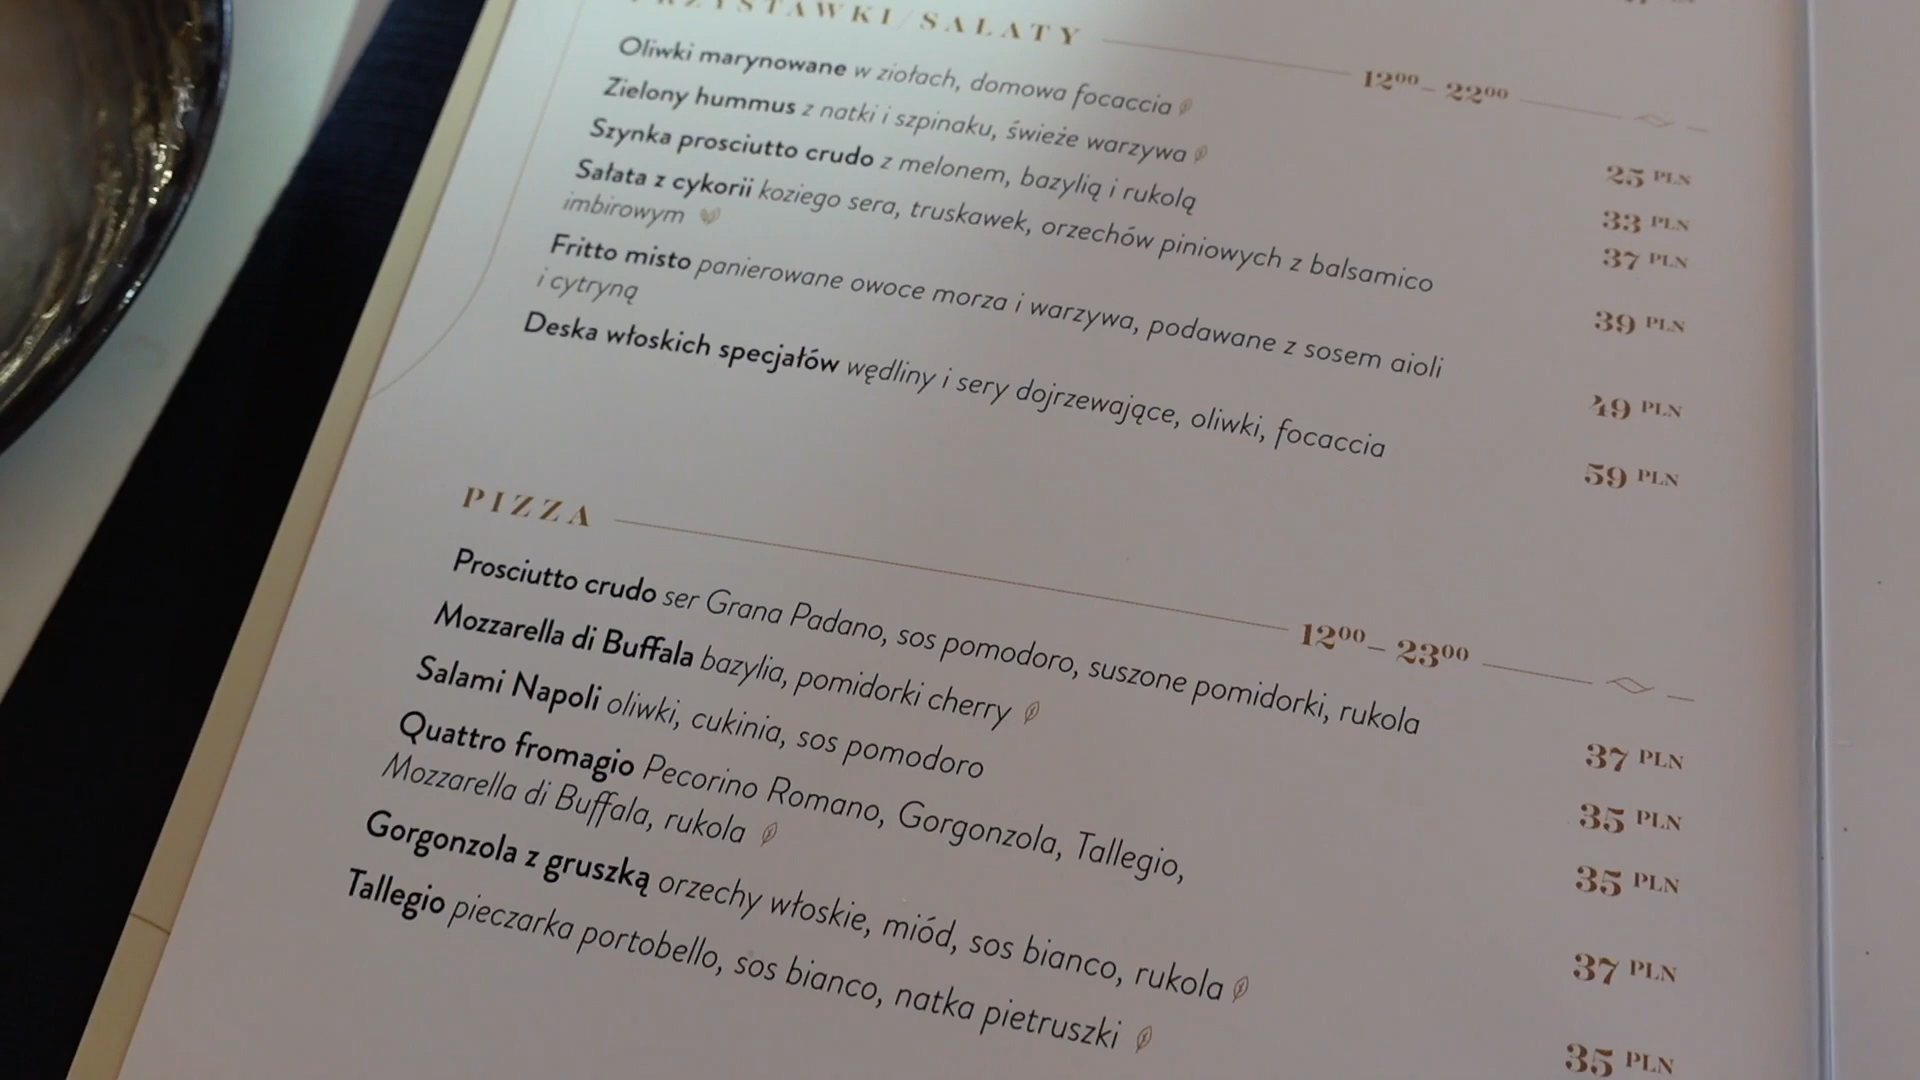 PRZYSTAWKI/SAŁATY 12⁰⁰– 22⁰⁰
Oliwki marynowane w ziołach, domowa focaccia 25 PLN
Zielony hummus z natki i szpinaku, świeże warzywa 33 PLN
Szynka prosciutto crudo z melonem, bazylią i rukolą 37 PLN
Sałata z cykorii koziego sera, truskawek, orzechów piniowych z balsamico
imbirowym 39 PLN
Fritto misto panierowane owoce morza i warzywa, podawane z sosem aioli
i cytryną 49 PLN
Deska włoskich specjałów wędliny i sery dojrzewające, oliwki, focaccia 59 PLN
PIZZA 12⁰⁰– 23⁰⁰
Prosciutto crudo ser Grana Padano, sos pomodoro, suszone pomidorki, rukola 37 PLN
Mozzarella di Buffala bazylia, pomidorki cherry 35 PLN
Salami Napoli oliwki, cukinia, sos pomodoro 35 PLN
Quattro fromagio Pecorino Romano, Gorgonzola, Tallegio,
Mozzarella di Buffala, rukola 37 PLN
Gorgonzola z gruszką orzechy włoskie, miód, sos bianco, rukola 35 PLN
Tallegio pieczarka portobello, sos bianco, natka pietruszki